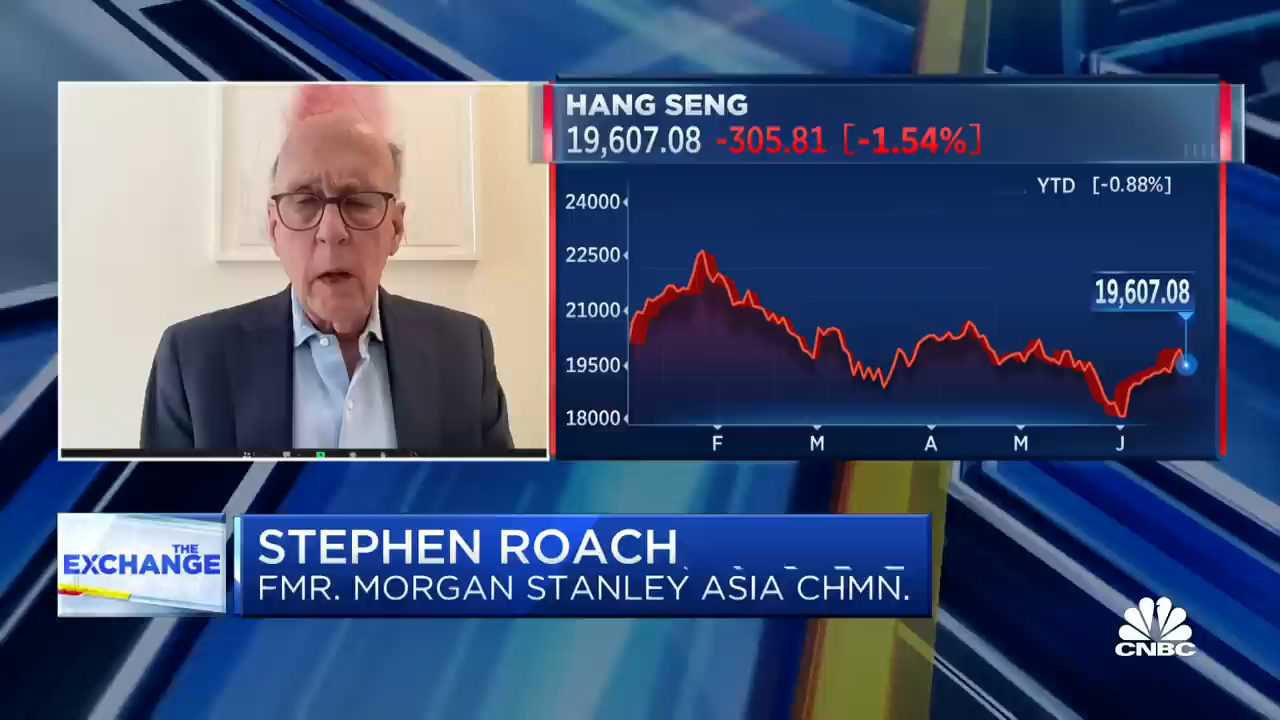 HANG SENG
19,607.08 -305.81 [-1.54%]
YTD [-0.88%]
24000
22500
21000
19500
18000
19,607.08
F M A M J
THE
EXCHANGE
STEPHEN ROACH
FMR. MORGAN STANLEY ASIA CHMN.
CNBC